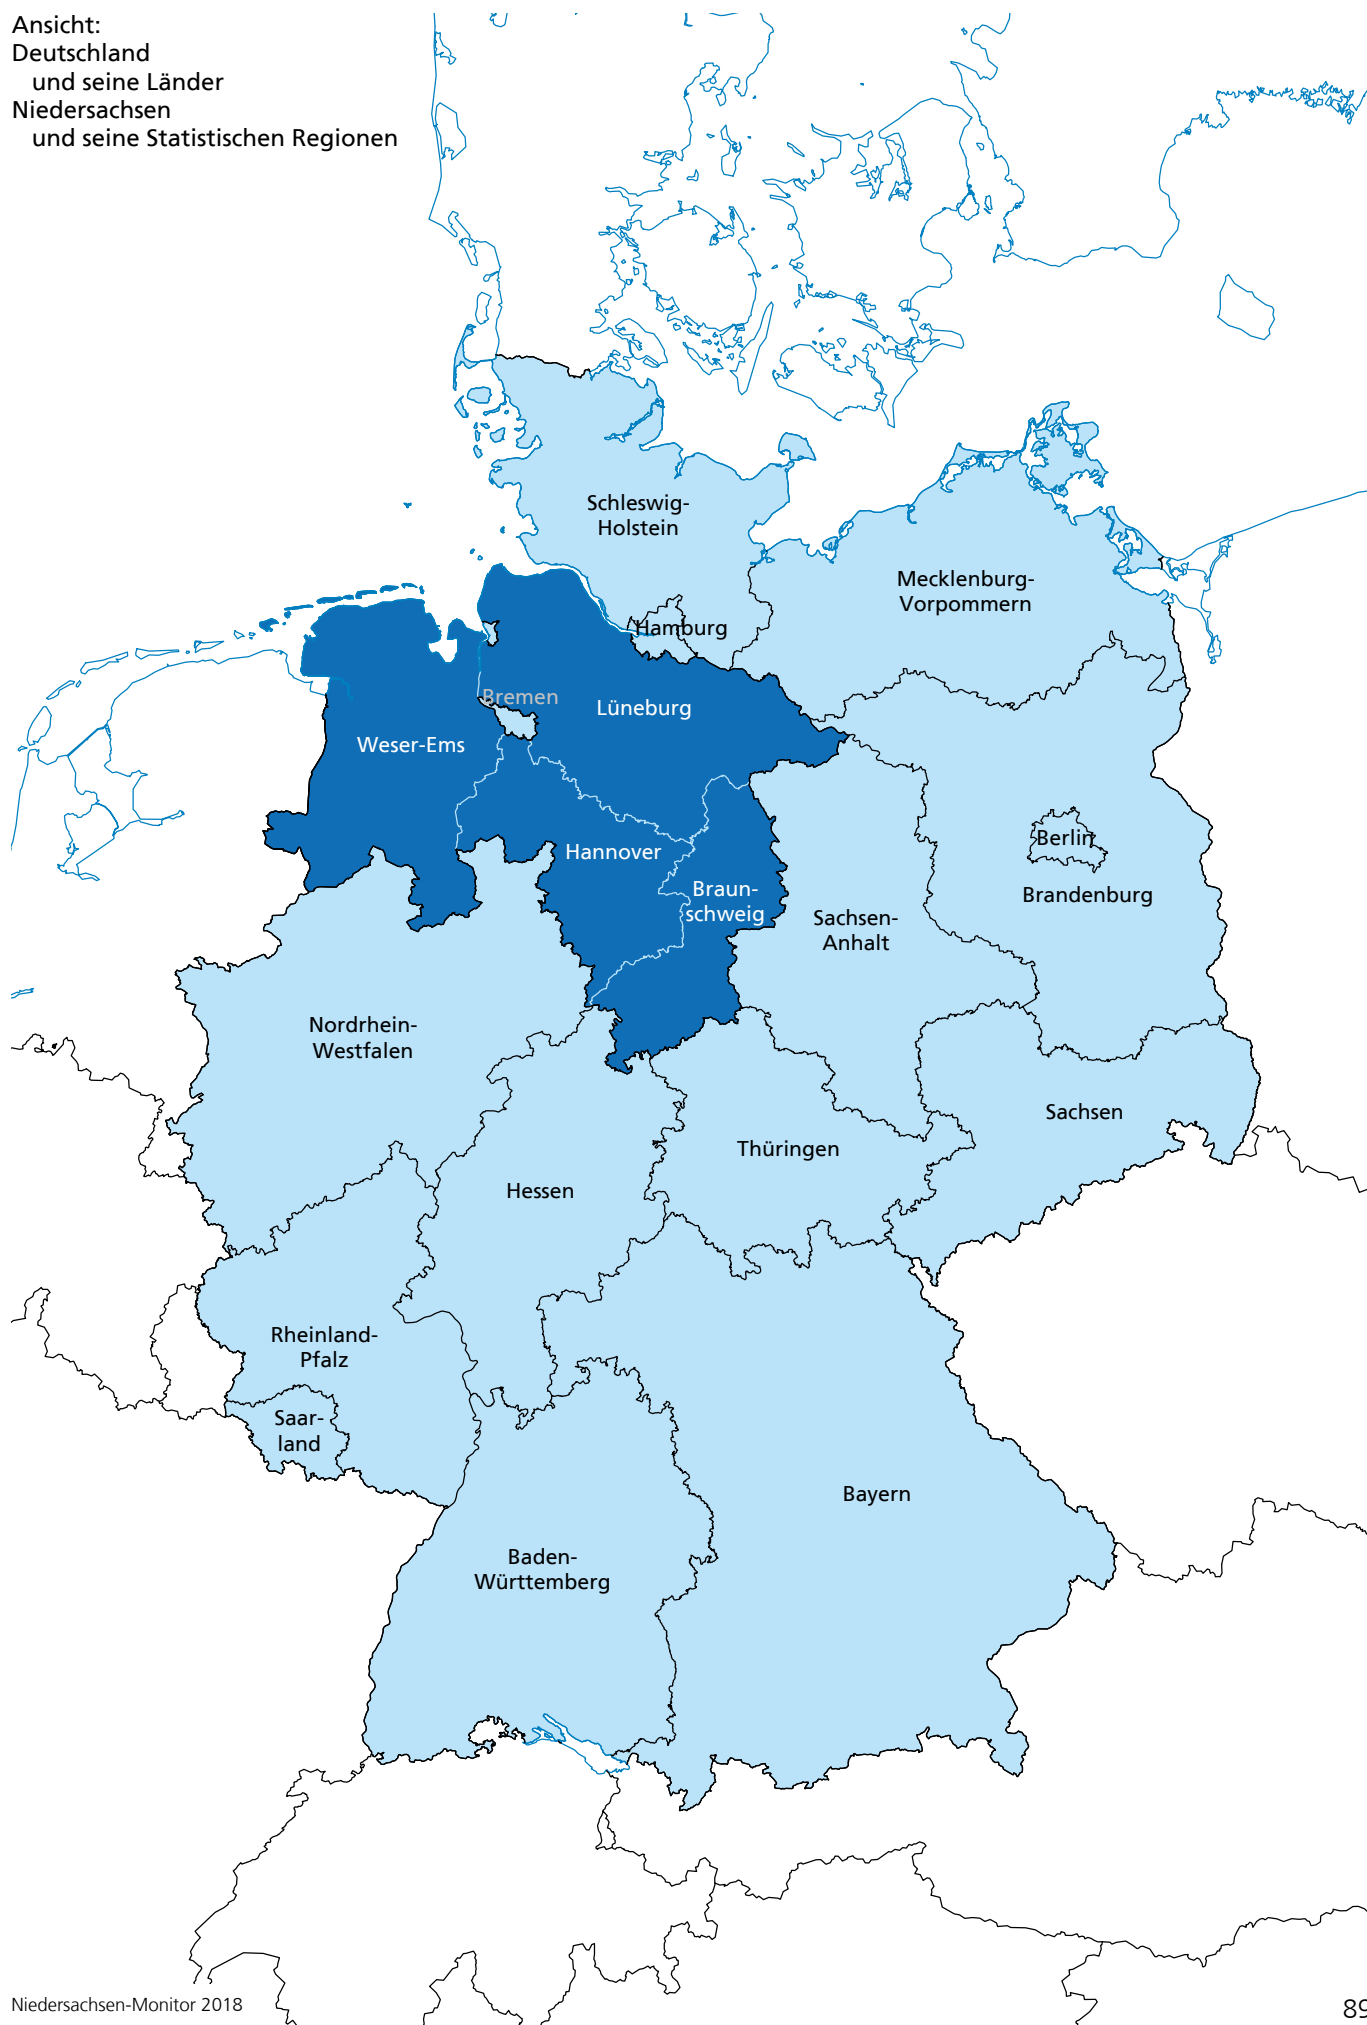 Ansicht:
Deutschland
und seine Länder
Niedersachsen
und seine Statistischen Regionen
Schleswig-
Holstein
Mecklenburg-
Vorpommern
Hamburg
Bremen
Lüneburg
Weser-Ems
Berlin
Hannover
Braun-
schweig
Brandenburg
Sachsen-
Anhalt
Nordrhein-
Westfalen
Sachsen
Thüringen
Hessen
Rheinland-
Pfalz
Saar-
land
Bayern
Baden-
Württemberg
Niedersachsen-Monitor 2018
89